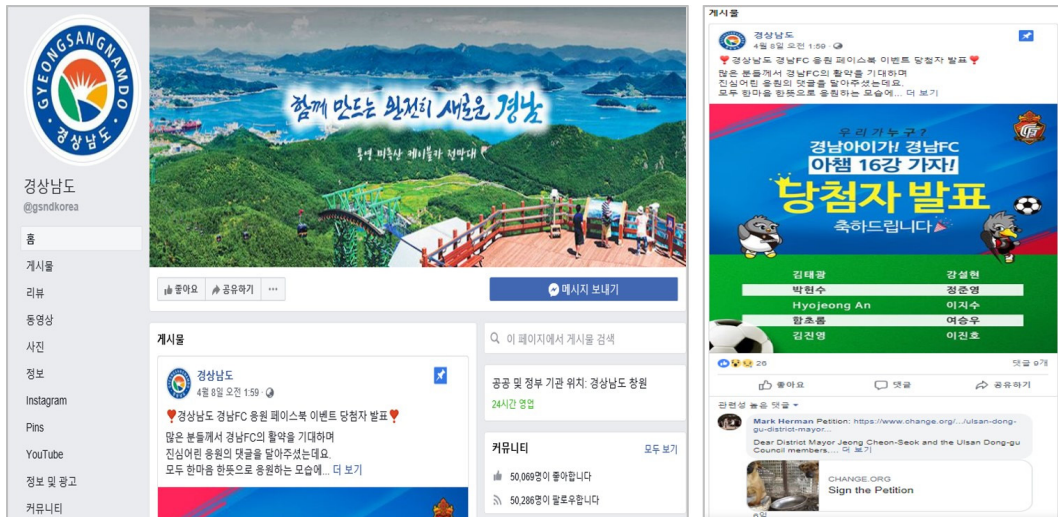 GYEONGSANGNAMDO
경상남도
경상남도
@gsndkorea
홈
게시물
리뷰
동영상
사진
정보
Instagram
Pins
YouTube
정보 및 광고
커뮤니티
함께 만드는 완전히 새로운 경남
통영 미륵산 케이블카 전망대
좋아요
공유하기
메시지 보내기
게시물
경상남도
4월 8일 오전 1:59
❣경상남도 경남FC 응원 페이스북 이벤트 당첨자 발표❣
많은 분들께서 경남FC의 활약을 기대하며
진심어린 응원의 댓글을 달아주셨는데요.
모두 한마음 한뜻으로 응원하는 모습에... 더 보기
이 페이지에서 게시물 검색
공공 및 정부 기관 위치: 경상남도 창원
24시간 영업
커뮤니티 모두 보기
50,069명이 좋아합니다
50,286명이 팔로우합니다
게시물
경상남도
4월 8일 오전 1:59
❣경상남도 경남FC 응원 페이스북 이벤트 당첨자 발표❣
많은 분들께서 경남FC의 활약을 기대하며
진심어린 응원의 댓글을 달아주셨는데요.
모두 한마음 한뜻으로 응원하는 모습에... 더 보기
우리가누구?
경남아이가! 경남FC
아챔 16강 가자!
당첨자 발표
축하드립니다
김태광 강설현
박현수 정준영
Hyojeong An 이지수
함초롬 여승우
김진영 이진호
26 댓글 9개
좋아요 댓글 공유하기
관련성 높은 댓글
Mark Herman Petition: https://www.change.org/.../ulsan-dong-
gu-district-mayor...
Dear District Mayor Jeong Cheon-Seok and the Ulsan Dong-gu
Council members,... 더 보기
CHANGE.ORG
Sign the Petition
6일